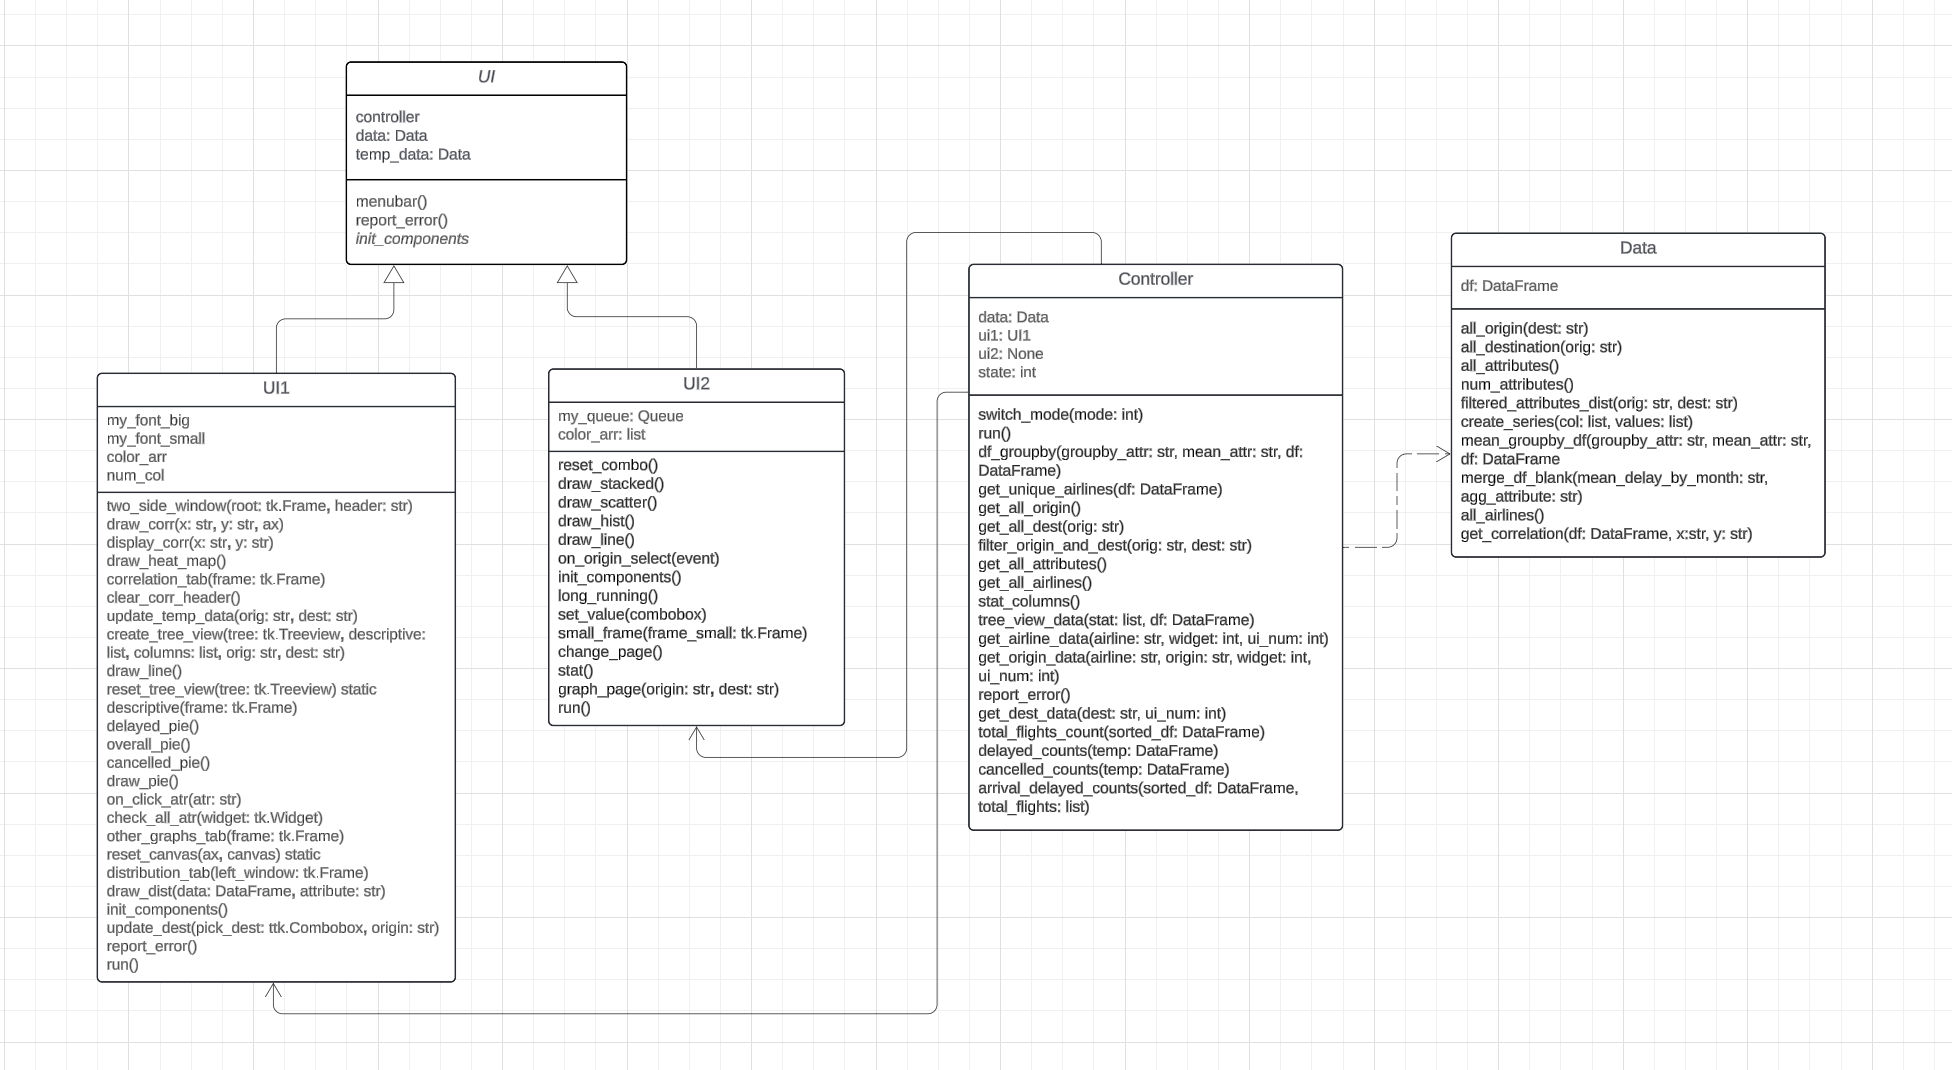 UI
controller
data: Data
temp_data: Data
menubar()
report_error()
init_components
UI1
my_font_big
my_font_small
color_arr
num_col
two_side_window(root: tk.Frame, header: str)
draw_corr(x: str, y: str, ax)
display_corr(x: str, y: str)
draw_heat_map()
correlation_tab(frame: tk.Frame)
clear_corr_header()
update_temp_data(orig: str, dest: str)
create_tree_view(tree: tk.Treeview, descriptive:
list, columns: list, orig: str, dest: str)
draw_line()
reset_tree_view(tree: tk.Treeview) static
descriptive(frame: tk.Frame)
delayed_pie()
overall_pie()
cancelled_pie()
draw_pie()
on_click_atr(atr: str)
check_all_atr(widget: tk.Widget)
other_graphs_tab(frame: tk.Frame)
reset_canvas(ax, canvas) static
distribution_tab(left_window: tk.Frame)
draw_dist(data: DataFrame, attribute: str)
init_components()
update_dest(pick_dest: ttk.Combobox, origin: str)
report_error()
run()
UI2
my_queue: Queue
color_arr: list
reset_combo()
draw_stacked()
draw_scatter()
draw_hist()
draw_line()
on_origin_select(event)
init_components()
long_running()
set_value(combobox)
small_frame(frame_small: tk.Frame)
change_page()
stat()
graph_page(origin: str, dest: str)
run()
Controller
data: Data
ui1: UI1
ui2: None
state: int
switch_mode(mode: int)
run()
df_groupby(groupby_attr: str, mean_attr: str, df:
DataFrame)
get_unique_airlines(df: DataFrame)
get_all_origin()
get_all_dest(orig: str)
filter_origin_and_dest(orig: str, dest: str)
get_all_attributes()
get_all_airlines()
stat_columns()
tree_view_data(stat: list, df: DataFrame)
get_airline_data(airline: str, widget: int, ui_num: int)
get_origin_data(airline: str, origin: str, widget: int,
ui_num: int)
report_error()
get_dest_data(dest: str, ui_num: int)
total_flights_count(sorted_df: DataFrame)
delayed_counts(temp: DataFrame)
cancelled_counts(temp: DataFrame)
arrival_delayed_counts(sorted_df: DataFrame,
total_flights: list)
Data
df: DataFrame
all_origin(dest: str)
all_destination(orig: str)
all_attributes()
num_attributes()
filtered_attributes_dist(orig: str, dest: str)
create_series(col: list, values: list)
mean_groupby_df(groupby_attr: str, mean_attr: str,
df: DataFrame
merge_df_blank(mean_delay_by_month: str,
agg_attribute: str)
all_airlines()
get_correlation(df: DataFrame, x:str, y: str)